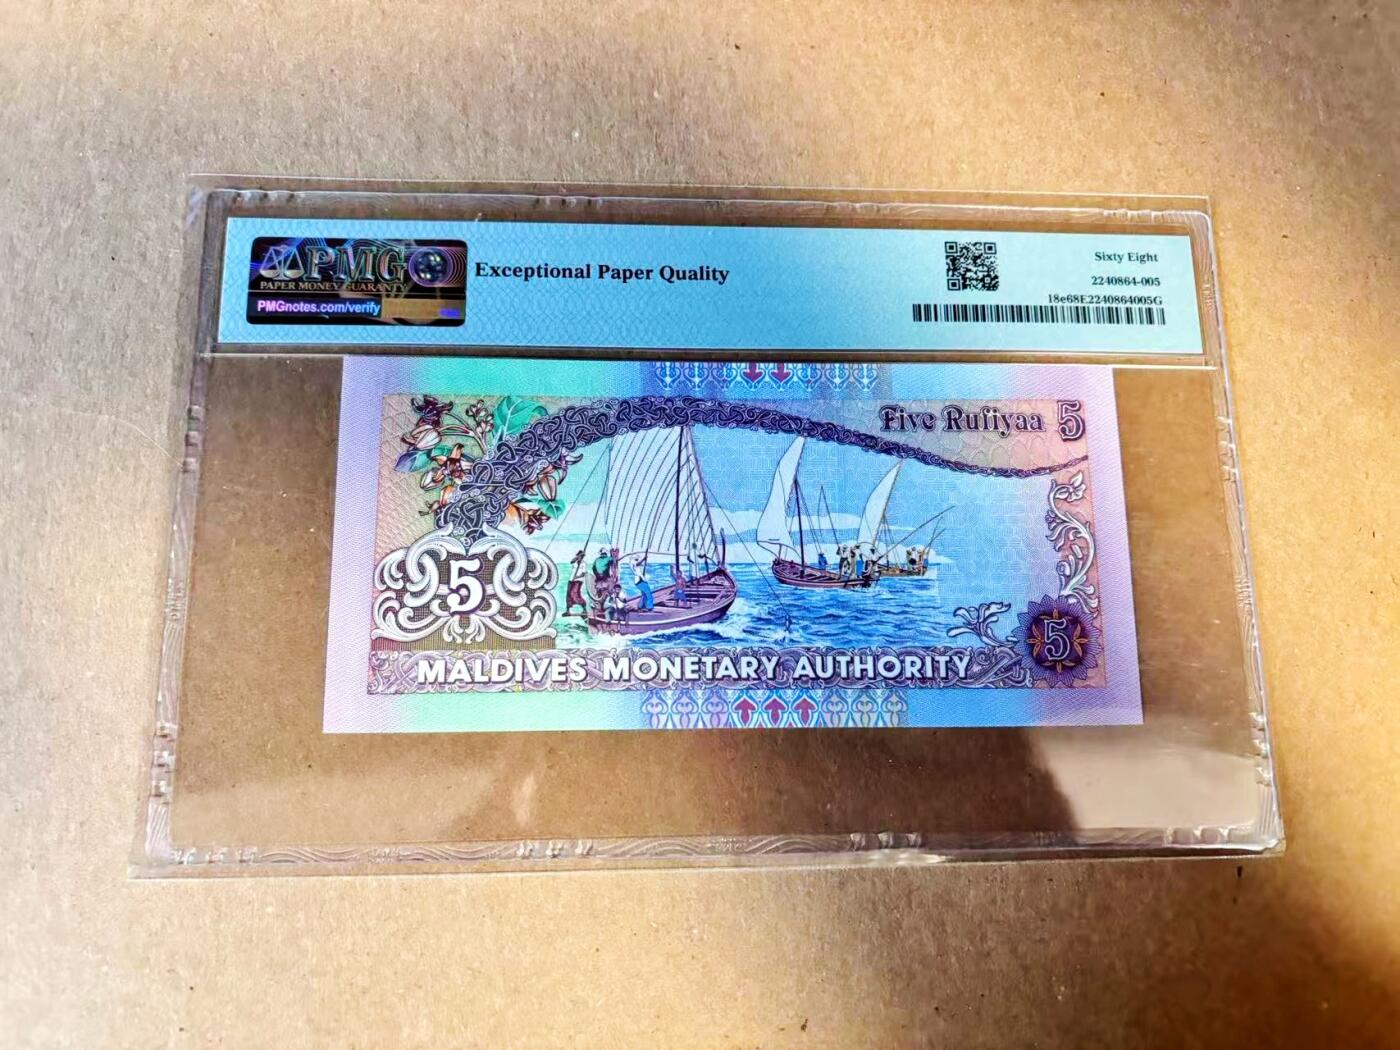 PMG
PAPER MONEY GUARANTY
PMGnotes.com/verify
Exceptional Paper Quality
Sixty Eight
2240864-005
18e68E2240864005G
Five Rufiyaa 5
5
5
MALDIVES MONETARY AUTHORITY